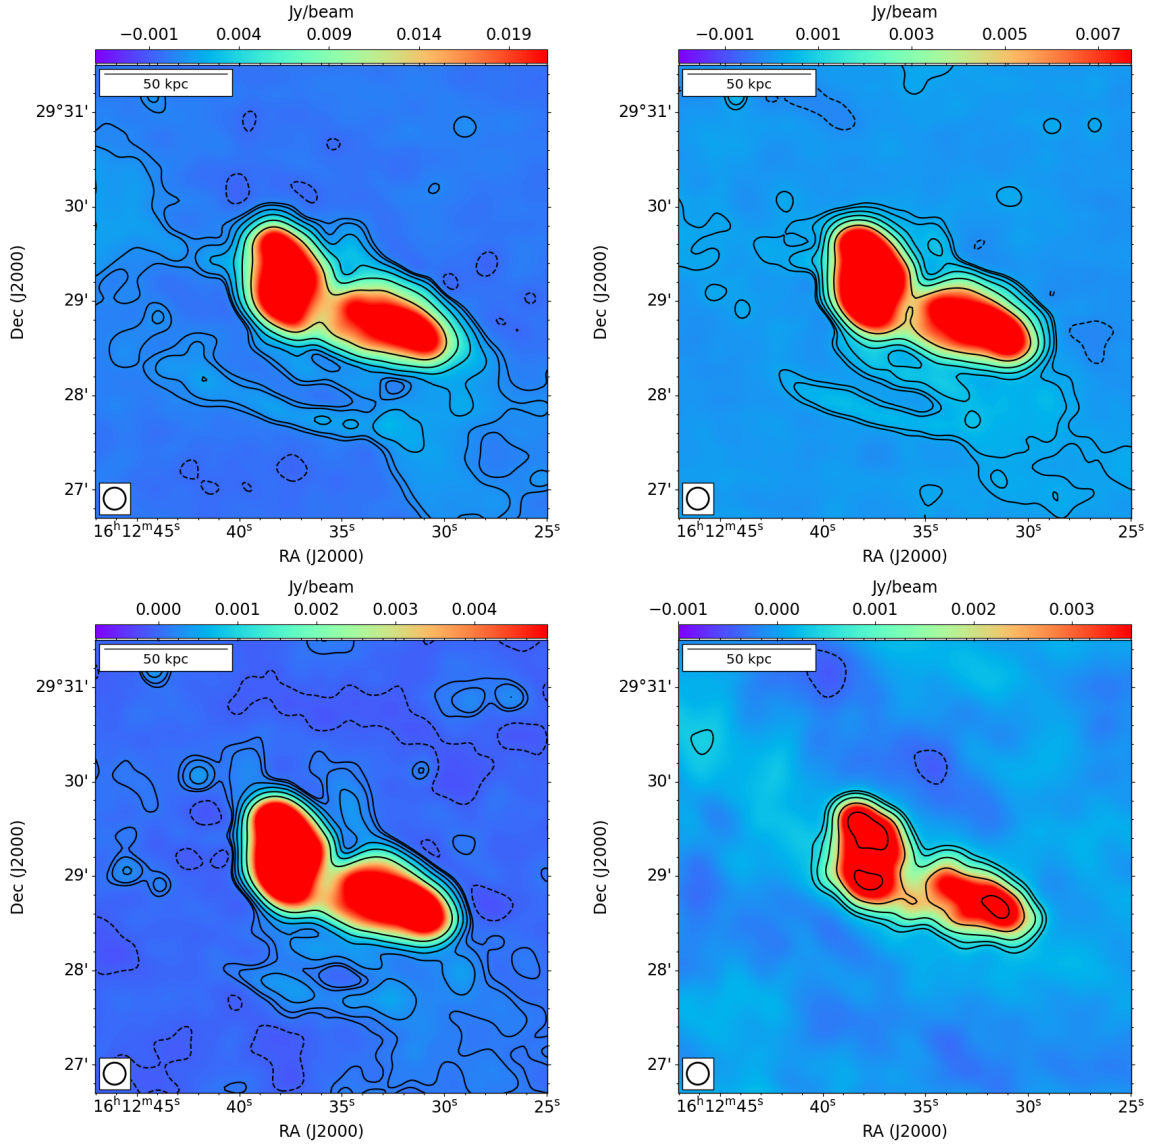 Jy/beam
−0.001 0.004 0.009 0.014 0.019
50 kpc
29°31'
30'
29'
28'
27'
Dec (J2000)
16ʰ12ᵐ45ˢ 40ˢ 35ˢ 30ˢ 25ˢ
RA (J2000)
Jy/beam
−0.001 0.001 0.003 0.005 0.007
50 kpc
29°31'
30'
29'
28'
27'
Dec (J2000)
16ʰ12ᵐ45ˢ 40ˢ 35ˢ 30ˢ 25ˢ
RA (J2000)
Jy/beam
0.000 0.001 0.002 0.003 0.004
50 kpc
29°31'
30'
29'
28'
27'
Dec (J2000)
16ʰ12ᵐ45ˢ 40ˢ 35ˢ 30ˢ 25ˢ
RA (J2000)
Jy/beam
−0.001 0.000 0.001 0.002 0.003
50 kpc
29°31'
30'
29'
28'
27'
Dec (J2000)
16ʰ12ᵐ45ˢ 40ˢ 35ˢ 30ˢ 25ˢ
RA (J2000)